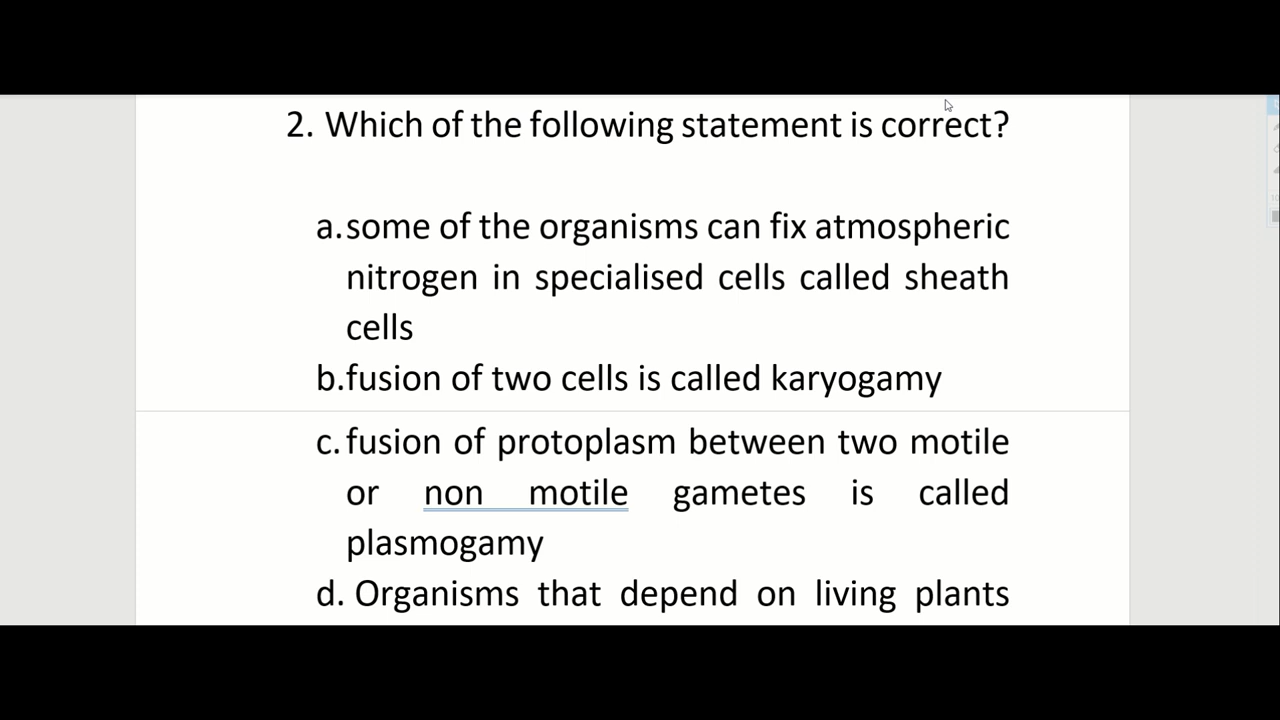 2. Which of the following statement is correct?
a.some of the organisms can fix atmospheric
nitrogen in specialised cells called sheath
cells
b.fusion of two cells is called karyogamy
c. fusion of protoplasm between two motile
or non motile gametes is called
plasmogamy
d. Organisms that depend on living plants